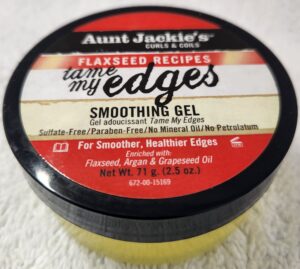 Aunt Jackie's
CURLS & COILS
FLAXSEED RECIPES
tame
my edges
SMOOTHING GEL
Gel adoucissant Tame My Edges
Sulfate-Free/Paraben-Free/No Mineral Oil/No Petrolatum
For Smoother, Healthier Edges
Enriched with:
Flaxseed, Argan & Grapeseed Oil
Net Wt. 71 g. (2.5 oz.)
672-00-15169